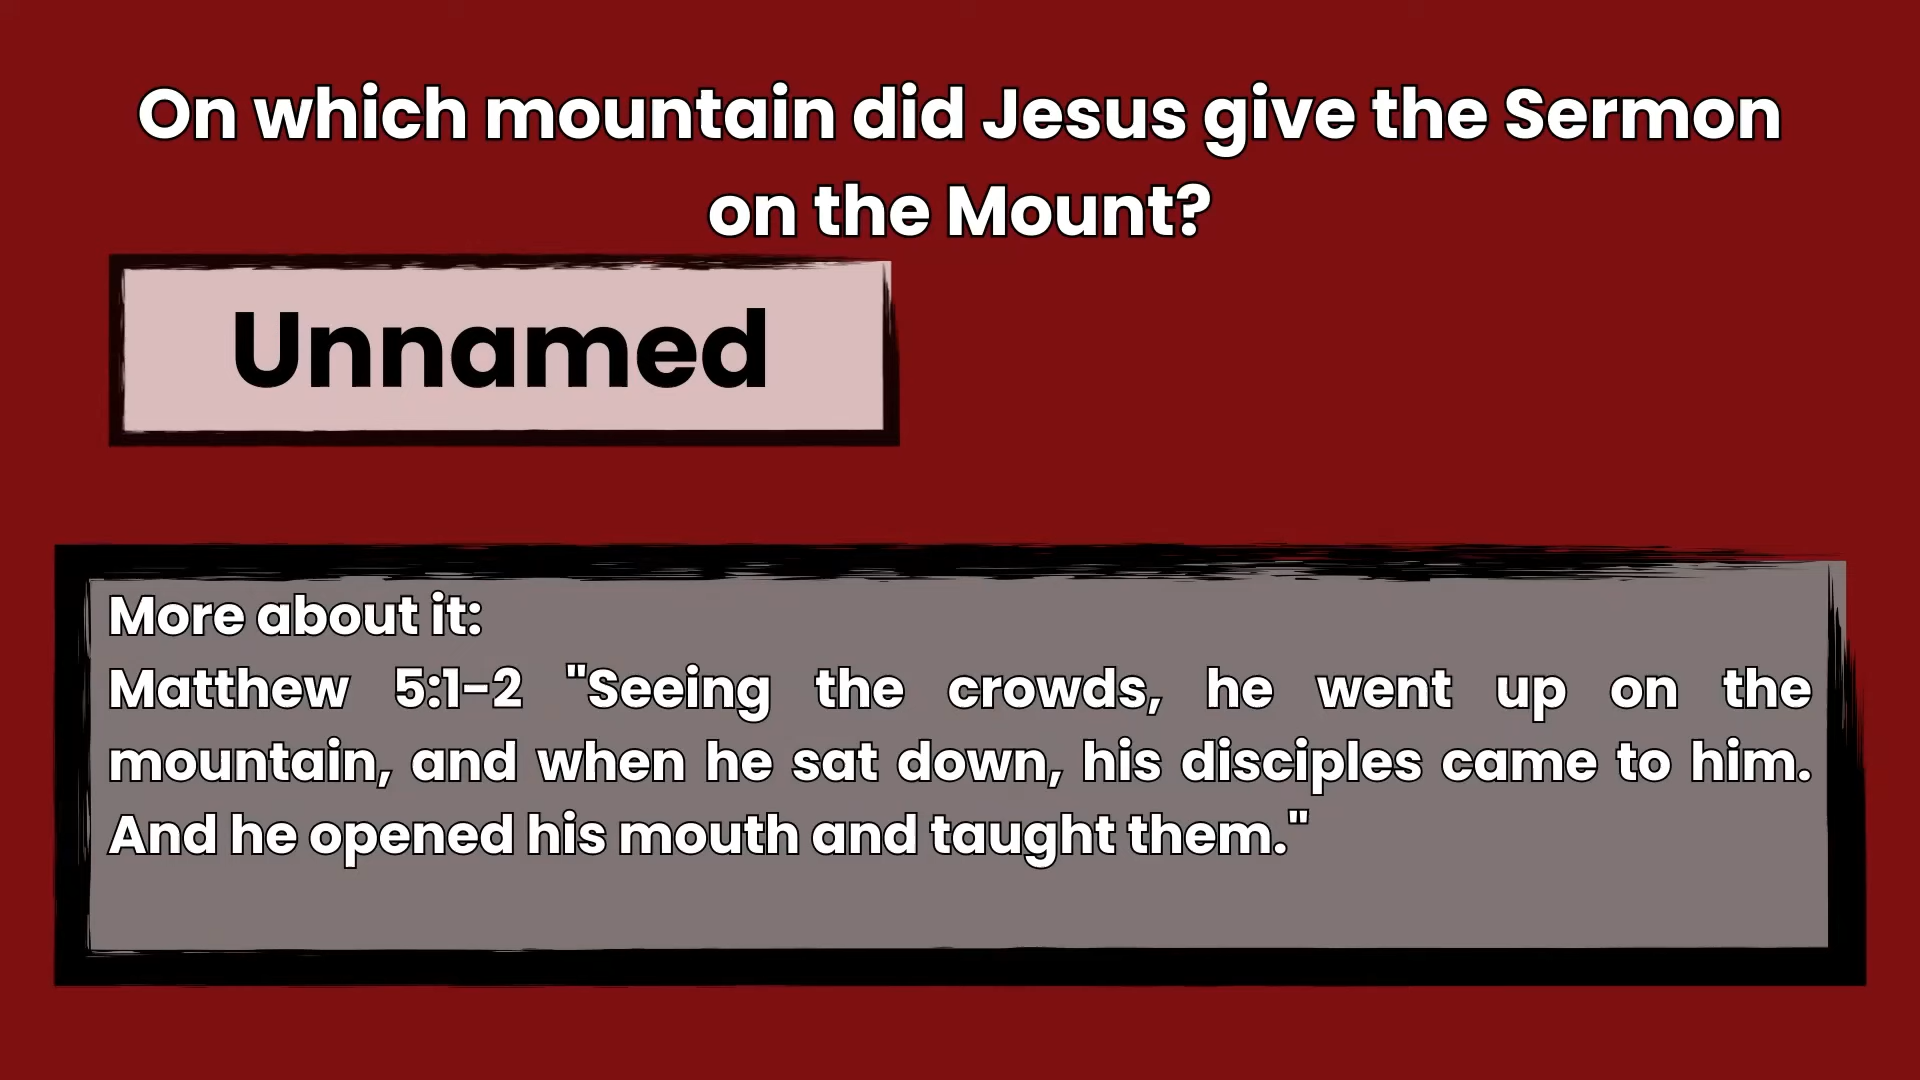 On which mountain did Jesus give the Sermon
on the Mount?
Unnamed
More about it:
Matthew 5:1–2 "Seeing the crowds, he went up on the
mountain, and when he sat down, his disciples came to him.
And he opened his mouth and taught them."